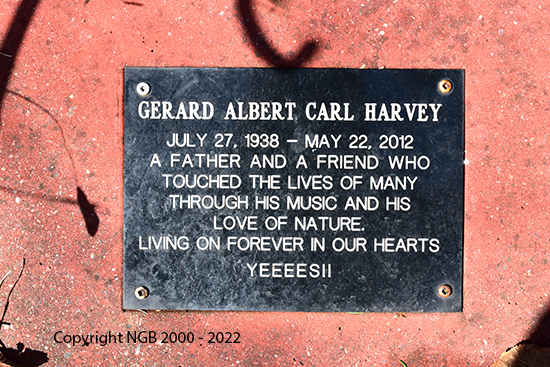 GERARD ALBERT CARL HARVEY
JULY 27, 1938 – MAY 22, 2012
A FATHER AND A FRIEND WHO
TOUCHED THE LIVES OF MANY
THROUGH HIS MUSIC AND HIS
LOVE OF NATURE.
LIVING ON FOREVER IN OUR HEARTS
YEEEESII
Copyright NGB 2000 - 2022